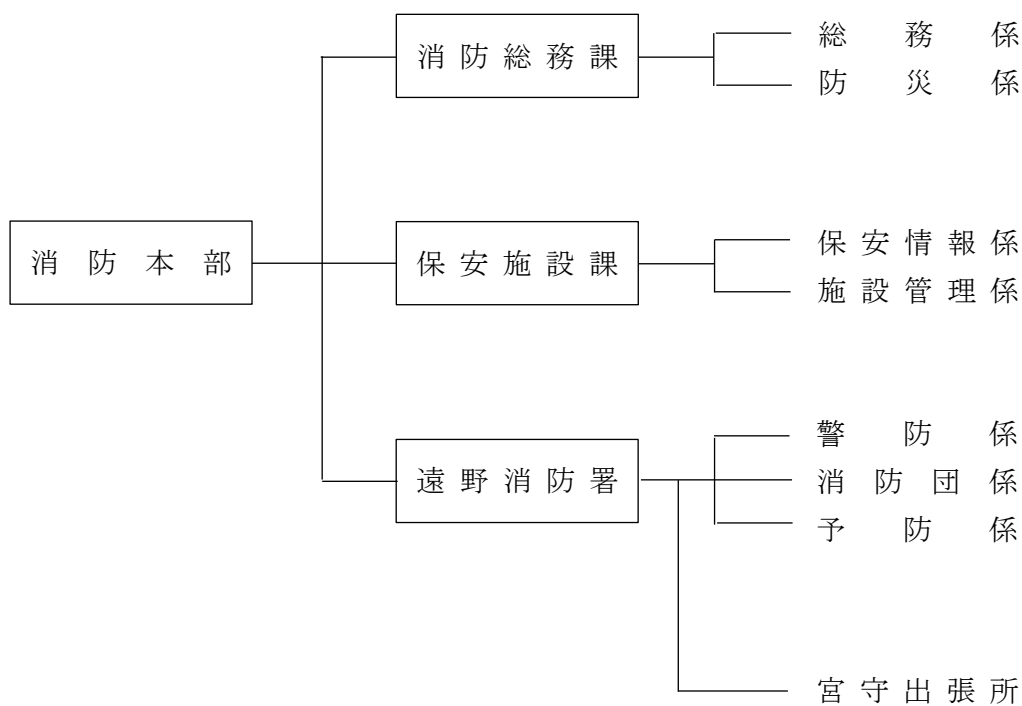 消防本部
消防総務課
総務係
防災係
保安施設課
保安情報係
施設管理係
遠野消防署
警防係
消防団係
予防係
宮守出張所